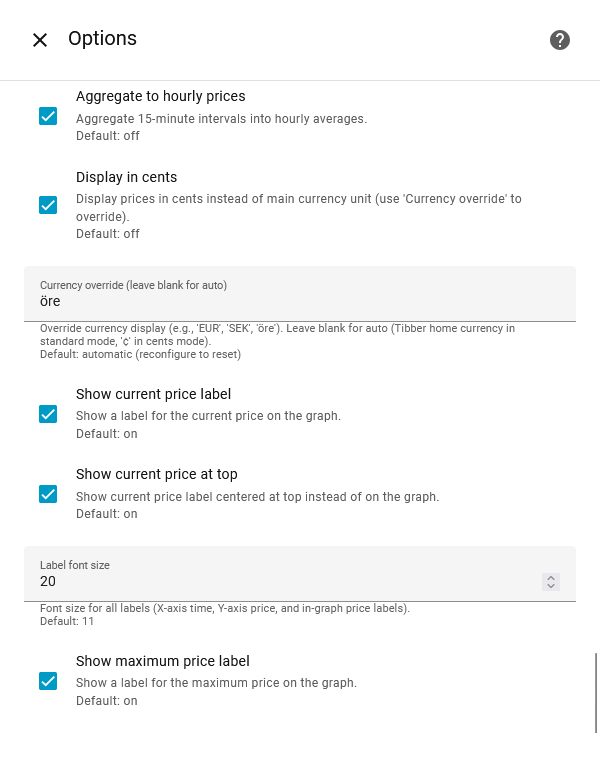 Options
Aggregate to hourly prices
Aggregate 15-minute intervals into hourly averages.
Default: off
Display in cents
Display prices in cents instead of main currency unit (use 'Currency override' to
override).
Default: off
Currency override (leave blank for auto)
öre
Override currency display (e.g., 'EUR', 'SEK', 'öre'). Leave blank for auto (Tibber home currency in
standard mode, '¢' in cents mode).
Default: automatic (reconfigure to reset)
Show current price label
Show a label for the current price on the graph.
Default: on
Show current price at top
Show current price label centered at top instead of on the graph.
Default: on
Label font size
20
Font size for all labels (X-axis time, Y-axis price, and in-graph price labels).
Default: 11
Show maximum price label
Show a label for the maximum price on the graph.
Default: on